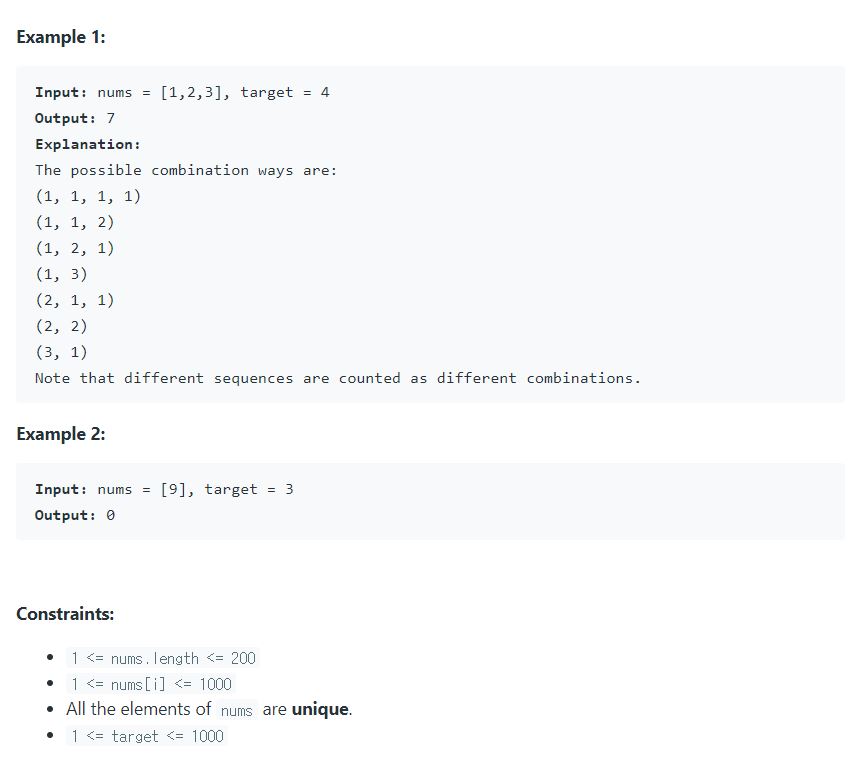 Example 1:
Input: nums = [1,2,3], target = 4
Output: 7
Explanation:
The possible combination ways are:
(1, 1, 1, 1)
(1, 1, 2)
(1, 2, 1)
(1, 3)
(2, 1, 1)
(2, 2)
(3, 1)
Note that different sequences are counted as different combinations.
Example 2:
Input: nums = [9], target = 3
Output: 0
Constraints:
• 1 <= nums.length <= 200
• 1 <= nums[i] <= 1000
• All the elements of nums are unique.
• 1 <= target <= 1000